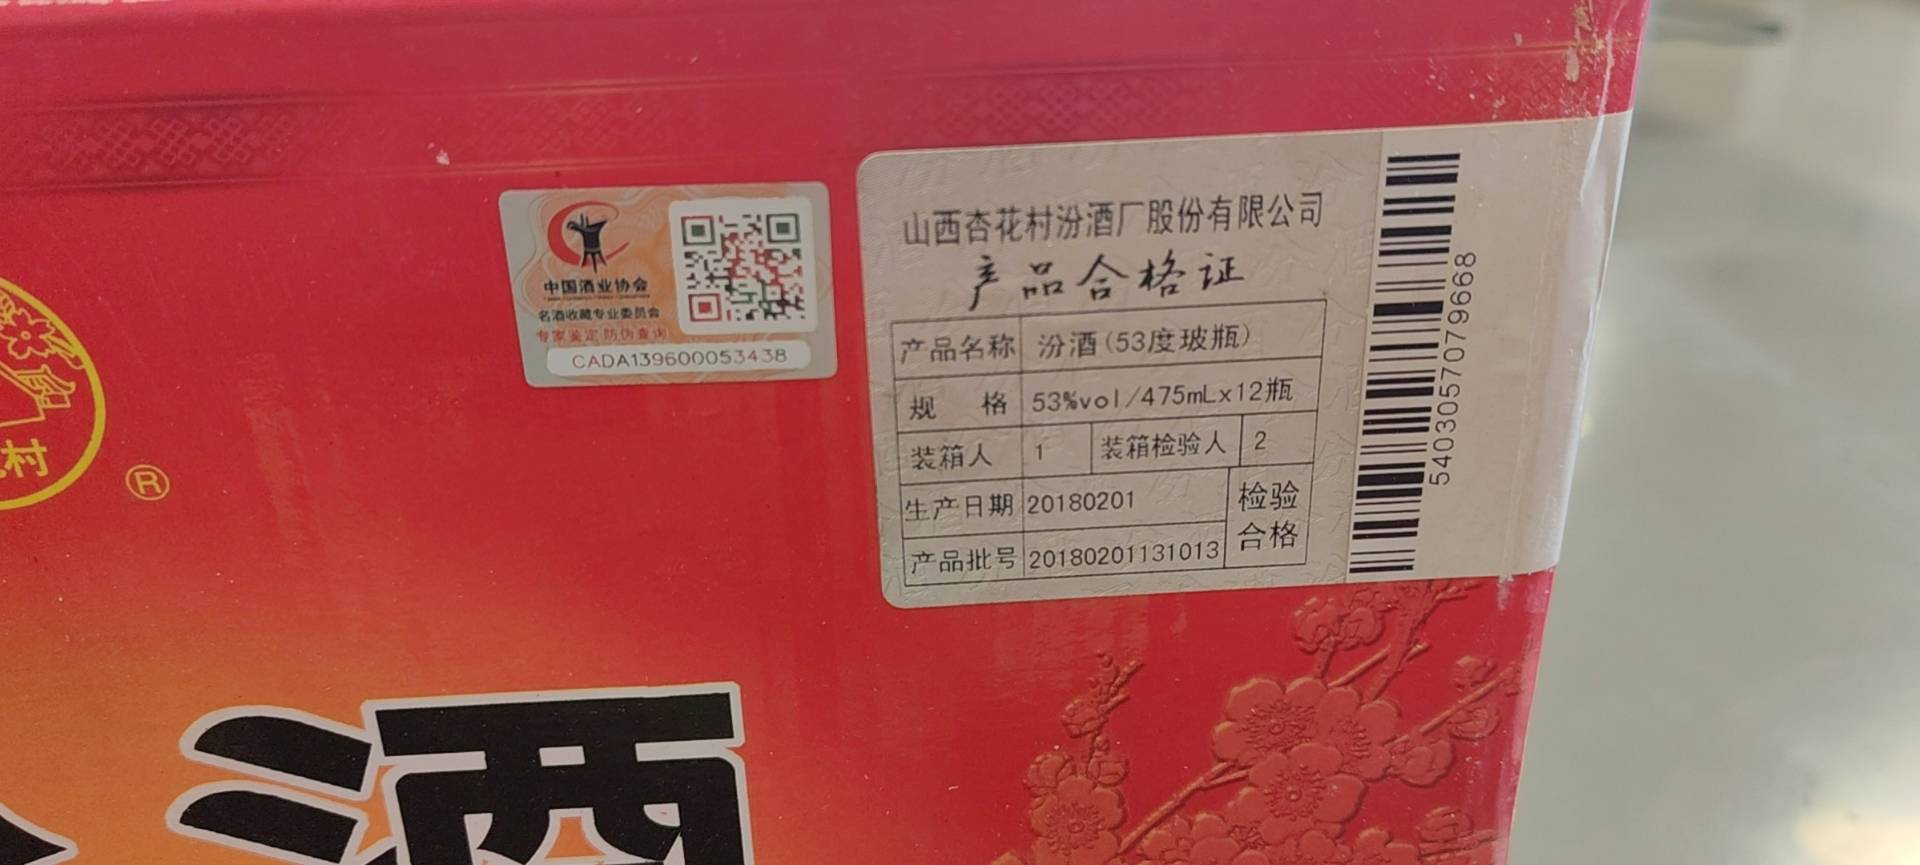 村
®
中国酒业协会
名酒收藏专业委员会
专家鉴定 防伪查询
CADA139600053438
山西杏花村汾酒厂股份有限公司
产品合格证
产品名称 汾酒(53度玻瓶)
规 格 53%vol/475mLx12瓶
装箱人 1 装箱检验人 2
生产日期 20180201 检验合格
产品批号 20180201131013
5403057079668
酒